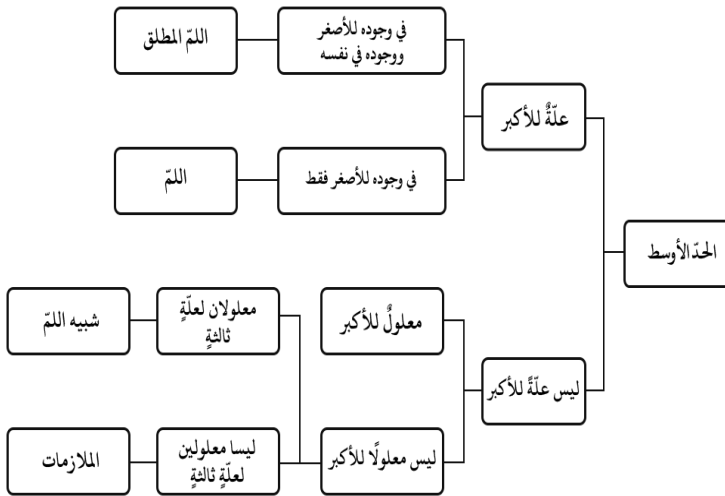 الحدّ الأوسط
علّةٌ للأكبر
في وجوده للأصغر
ووجوده في نفسه
اللمّ المطلق
في وجوده للأصغر فقط
اللمّ
ليس علّةً للأكبر
معلولٌ للأكبر
ليس معلولًا للأكبر
معلولان لعلّةٍ
ثالثةٍ
شبيه اللمّ
ليسا معلولين
لعلّةٍ ثالثةٍ
الملازمات